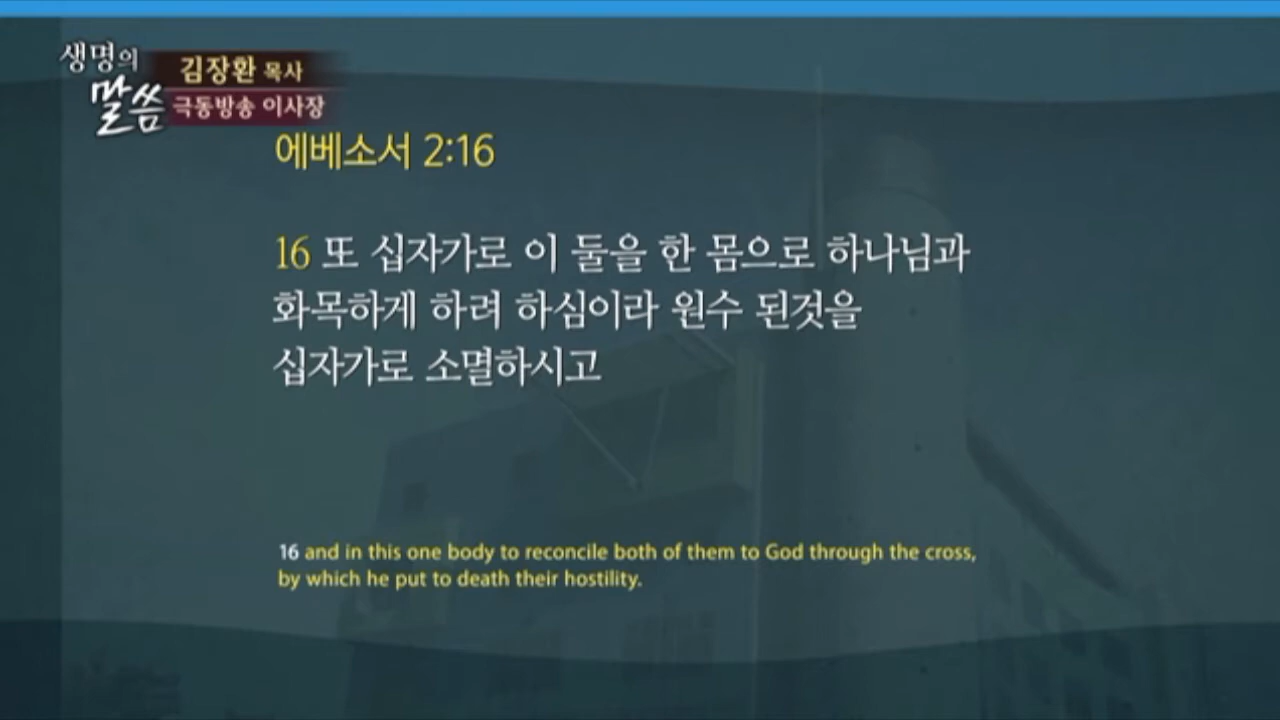 생명의
말씀
김장환 목사
극동방송 이사장
에베소서 2:16
16 또 십자가로 이 둘을 한 몸으로 하나님과
화목하게 하려 하심이라 원수 된것을
십자가로 소멸하시고
16 and in this one body to reconcile both of them to God through the cross,
by which he put to death their hostility.